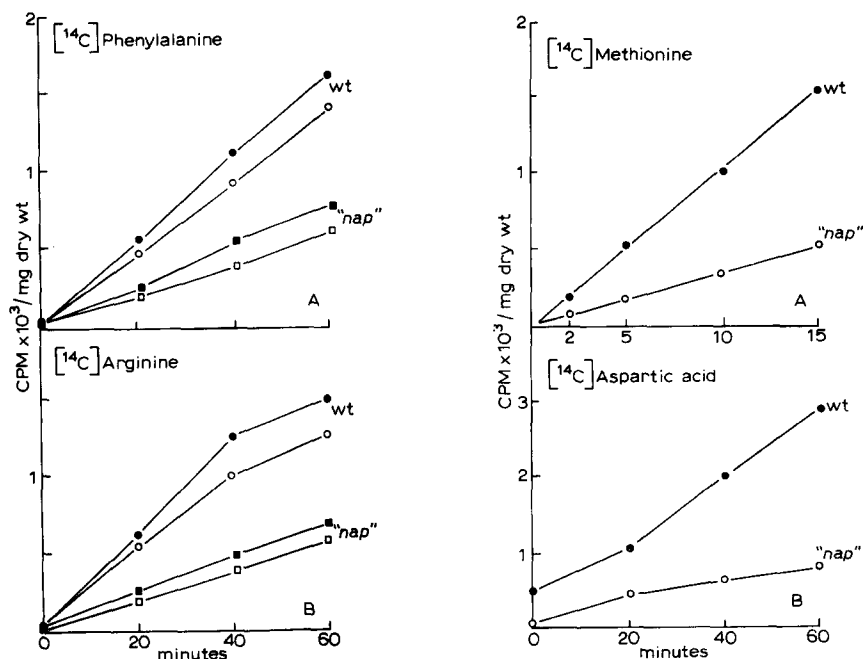 [14C] Phenylalanine
2
wt
1
"nap"
A
CPM x10³/mg dry wt
[14C] Arginine
wt
1
"nap"
B
0 20 40 60
minutes
[14C] Methionine
2
wt
1
"nap"
A
2 5 10 15
CPM x10³/mg dry wt
[14C] Aspartic acid
3
wt
2
1
"nap"
B
0 20 40 60
minutes